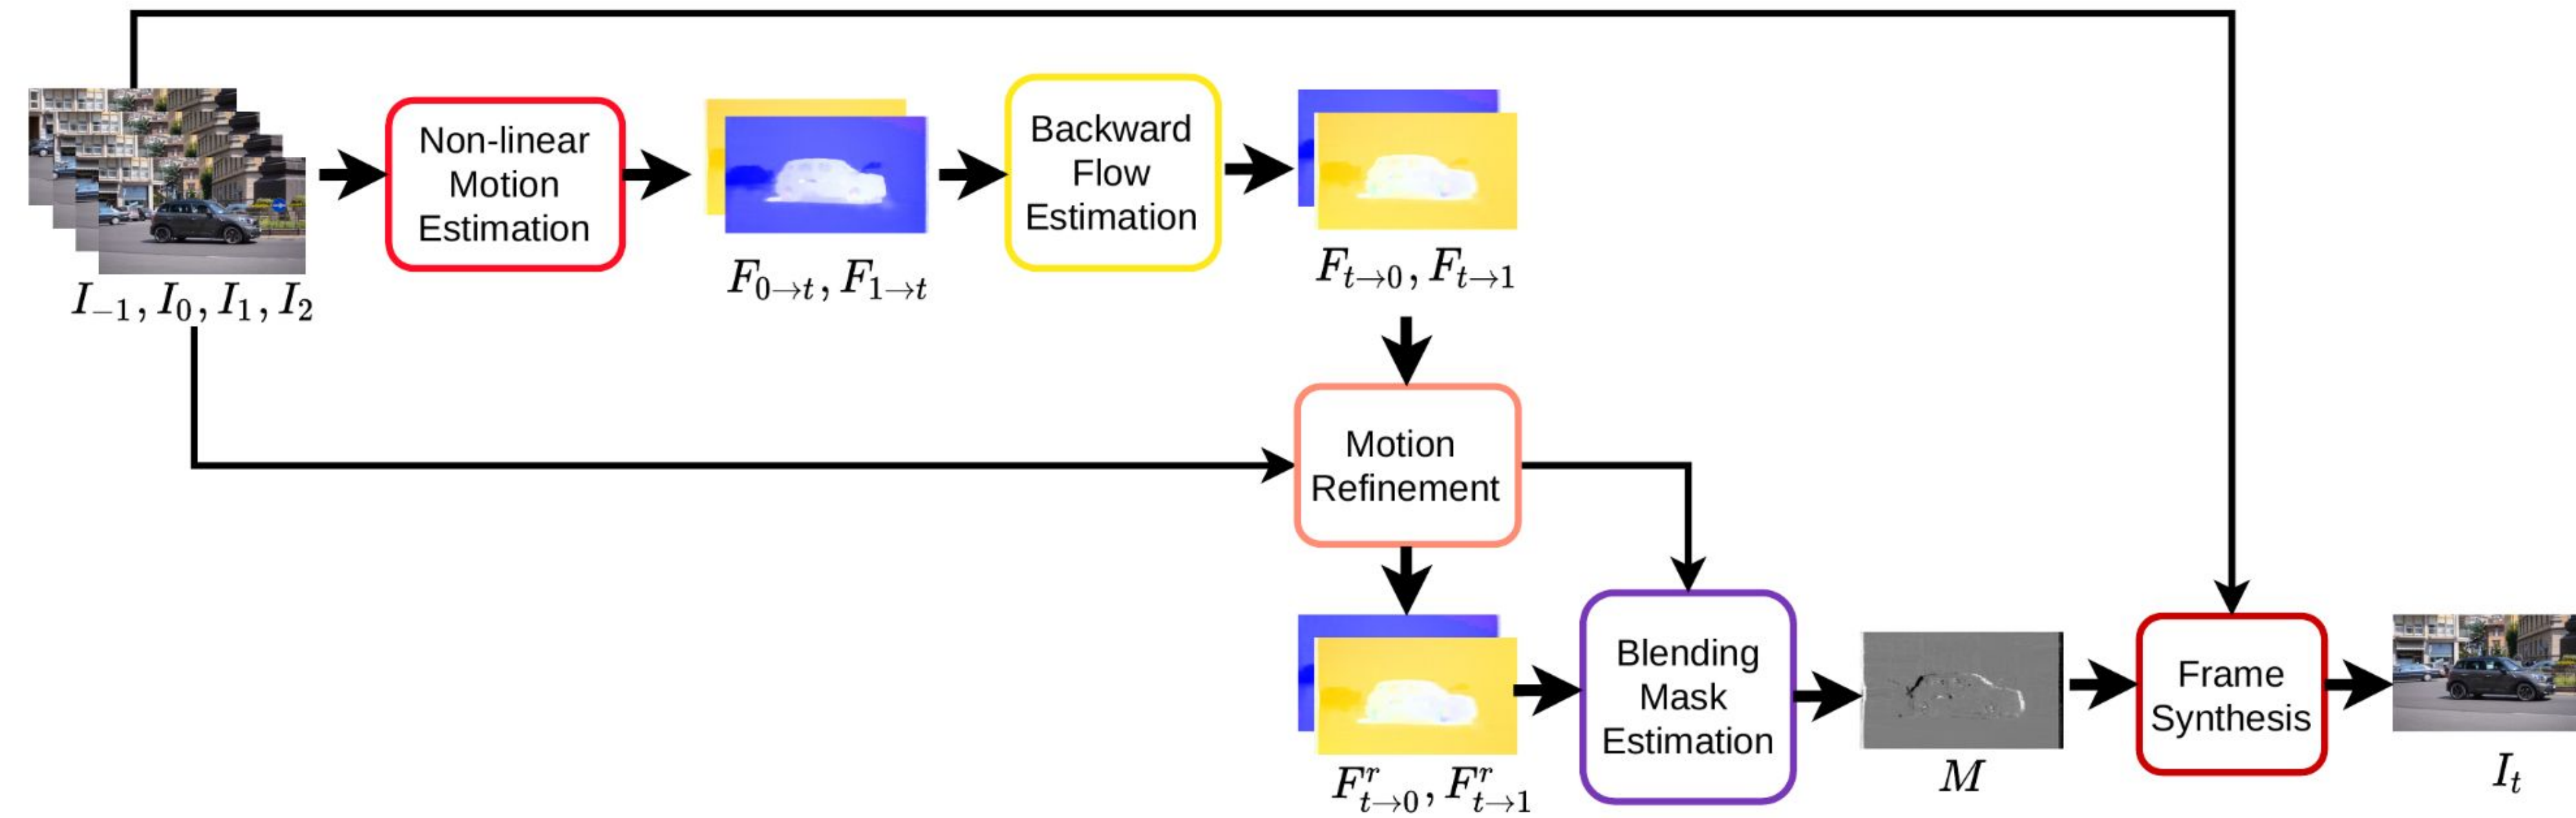 Non-linear
Motion
Estimation
Backward
Flow
Estimation
I₋₁, I₀, I₁, I₂
F₀→ₜ, F₁→ₜ
Fₜ→₀, Fₜ→₁
Motion
Refinement
Blending
Mask
Estimation
Frame
Synthesis
Fʳₜ→₀, Fʳₜ→₁
M
Iₜ